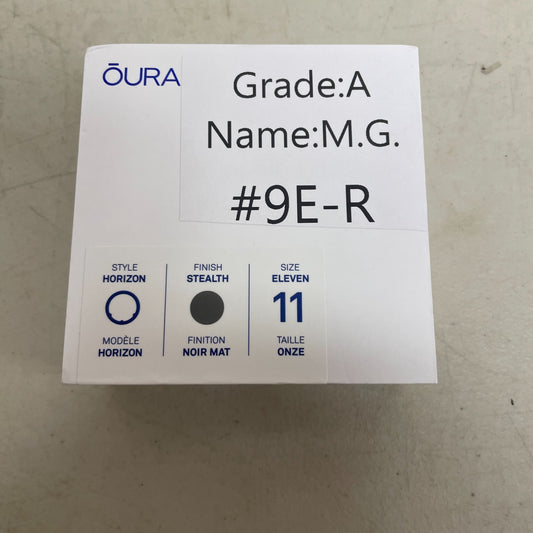 ŌURA
Grade:A
Name:M.G.
#9E-R
STYLE
HORIZON
MODÈLE
HORIZON
FINISH
STEALTH
FINITION
NOIR MAT
SIZE
ELEVEN
11
TAILLE
ONZE